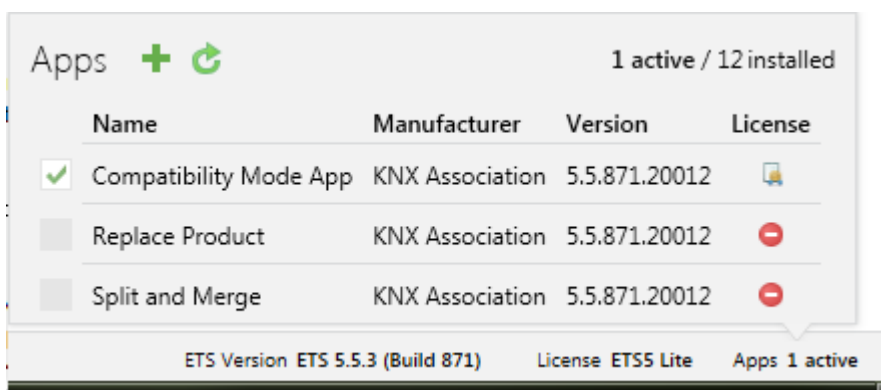 Apps 1 active / 12 installed
Name Manufacturer Version License
Compatibility Mode App KNX Association 5.5.871.20012
Replace Product KNX Association 5.5.871.20012
Split and Merge KNX Association 5.5.871.20012
ETS Version ETS 5.5.3 (Build 871) License ETS5 Lite Apps 1 active